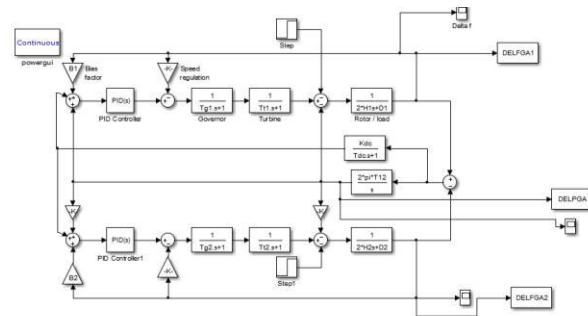 Continuous
powergui
B1
Bias
factor
-K-
Speed
regulation
Step
Delta f
DELFGA1
PID(s)
PID Controller
1
Tg1.s+1
Governor
1
Tt1.s+1
Turbine
1
2*H1s+D1
Rotor / load
Kdc
Tdc.s+1
2*pi*T12
s
DELPGA
PID(s)
PID Controller1
1
Tg2.s+1
1
Tt2.s+1
1
2*H2s+D2
B2
-K-
Step1
DELFGA2